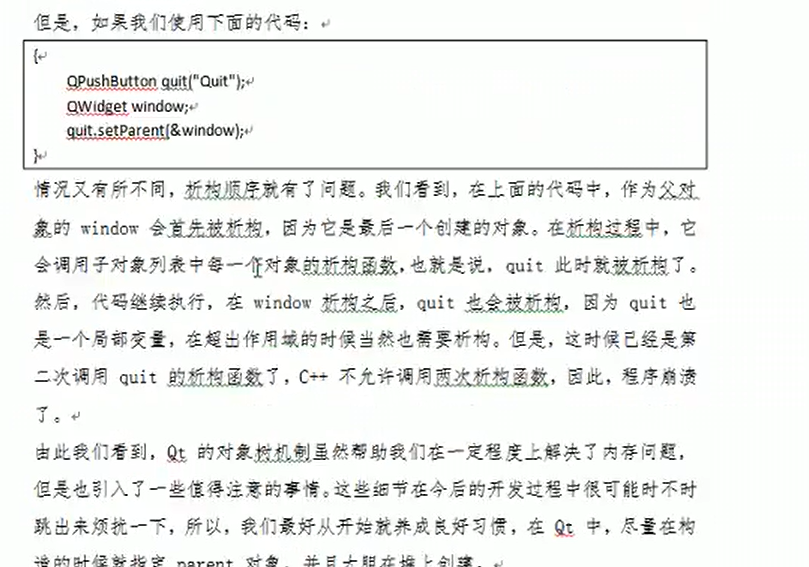 但是，如果我们使用下面的代码：
{
QPushButton quit("Quit");
QWidget window;
quit.setParent(&window);
}
情况又有所不同，析构顺序就有了问题。我们看到，在上面的代码中，作为父对
象的 window 会首先被析构，因为它是最后一个创建的对象。在析构过程中，它
会调用子对象列表中每一个对象的析构函数，也就是说，quit 此时就被析构了。
然后，代码继续执行，在 window 析构之后，quit 也会被析构，因为 quit 也
是一个局部变量，在超出作用域的时候当然也需要析构。但是，这时候已经是第
二次调用 quit 的析构函数了，C++ 不允许调用两次析构函数，因此，程序崩溃
了。
由此我们看到，Qt 的对象树机制虽然帮助我们在一定程度上解决了内存问题，
但是也引入了一些值得注意的事情。这些细节在今后的开发过程中很可能时不时
跳出来烦扰一下，所以，我们最好从开始就养成良好习惯，在 Qt 中，尽量在构
造的时候就指定 parent 对象，并且大胆在堆上创建。